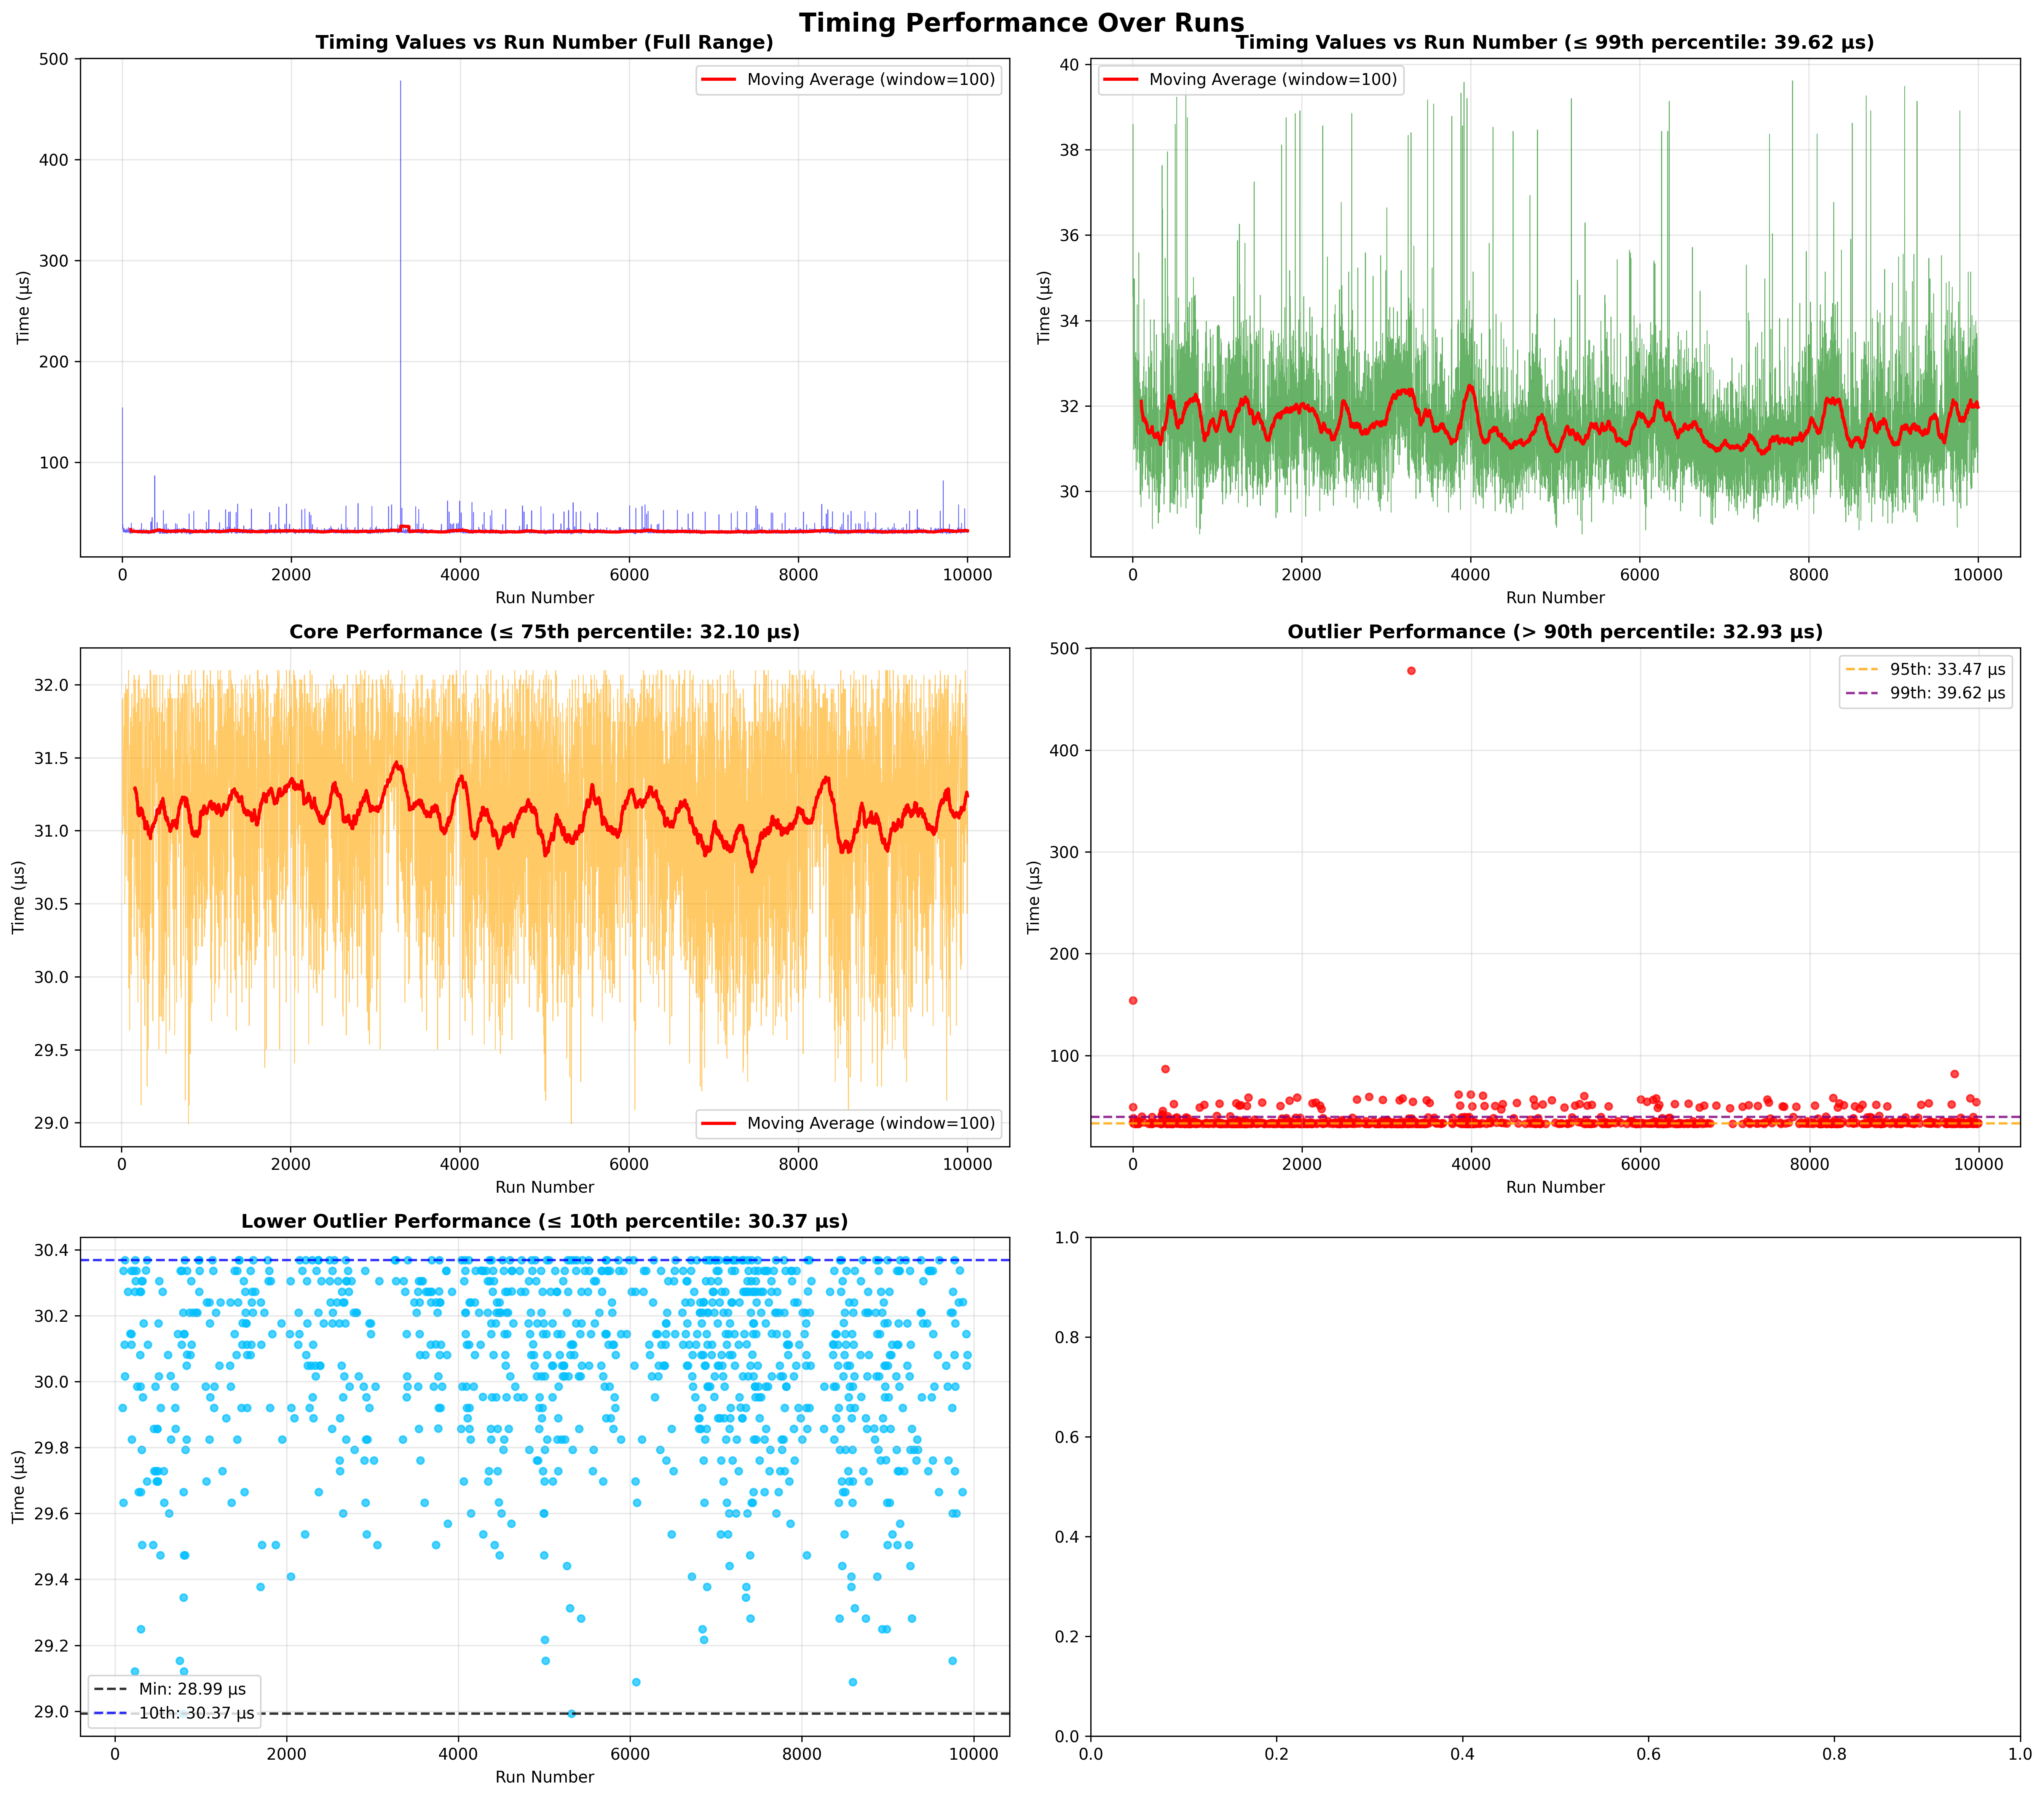 Timing Performance Over Runs
Timing Values vs Run Number (Full Range)
500
400
300
200
100
Time (µs)
Moving Average (window=100)
0 2000 4000 6000 8000 10000
Run Number
Timing Values vs Run Number (≤ 99th percentile: 39.62 µs)
40
38
36
34
32
30
Time (µs)
Moving Average (window=100)
0 2000 4000 6000 8000 10000
Run Number
Core Performance (≤ 75th percentile: 32.10 µs)
32.0
31.5
31.0
30.5
30.0
29.5
29.0
Time (µs)
Moving Average (window=100)
0 2000 4000 6000 8000 10000
Run Number
Outlier Performance (> 90th percentile: 32.93 µs)
500
400
300
200
100
Time (µs)
95th: 33.47 µs
99th: 39.62 µs
0 2000 4000 6000 8000 10000
Run Number
Lower Outlier Performance (≤ 10th percentile: 30.37 µs)
30.4
30.2
30.0
29.8
29.6
29.4
29.2
29.0
Time (µs)
Min: 28.99 µs
10th: 30.37 µs
0 2000 4000 6000 8000 10000
Run Number
1.0
0.8
0.6
0.4
0.2
0.0
0.0 0.2 0.4 0.6 0.8 1.0